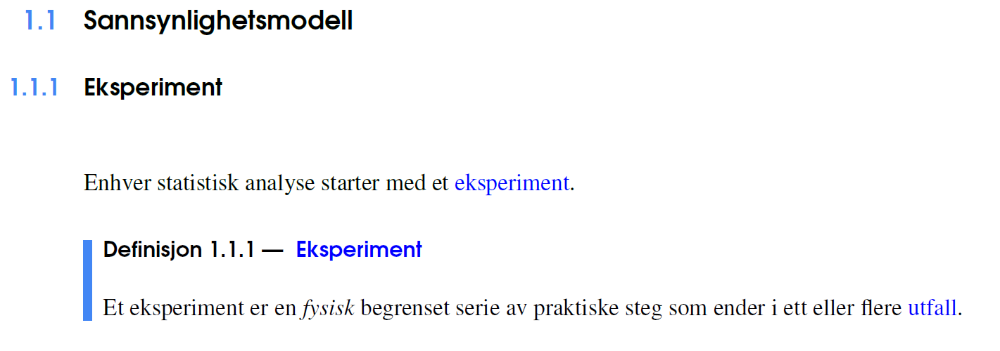 1.1 Sannsynlighetsmodell
1.1.1 Eksperiment
Enhver statistisk analyse starter med et eksperiment.
Definisjon 1.1.1 — Eksperiment
Et eksperiment er en fysisk begrenset serie av praktiske steg som ender i ett eller flere utfall.